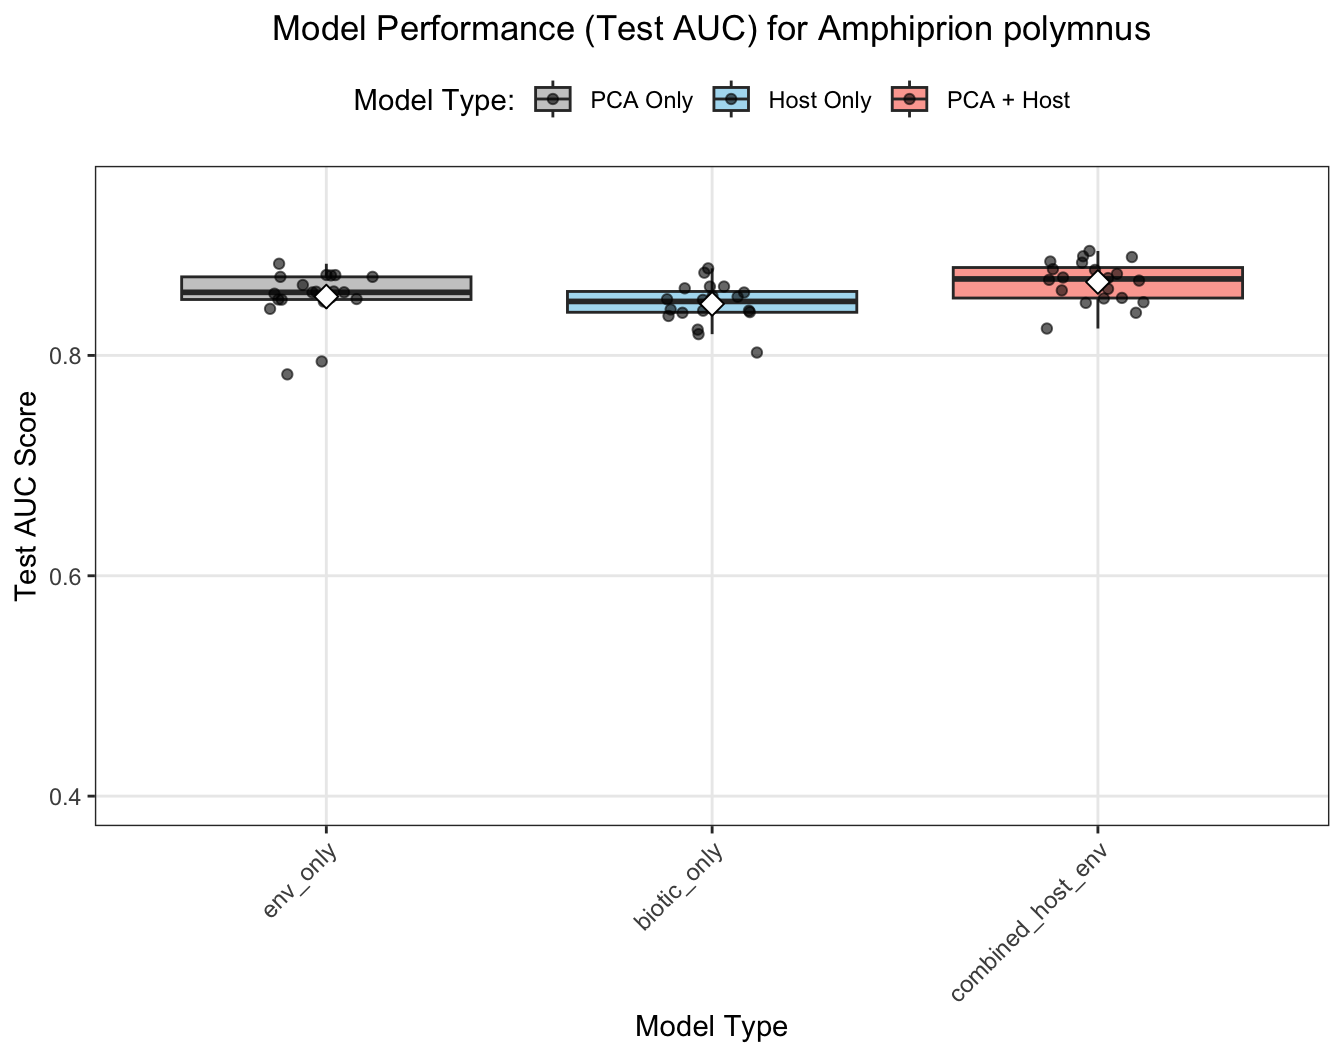 Model Performance (Test AUC) for Amphiprion polymnus
Model Type: PCA Only Host Only PCA + Host
Test AUC Score
0.8
0.6
0.4
env_only
biotic_only
combined_host_env
Model Type